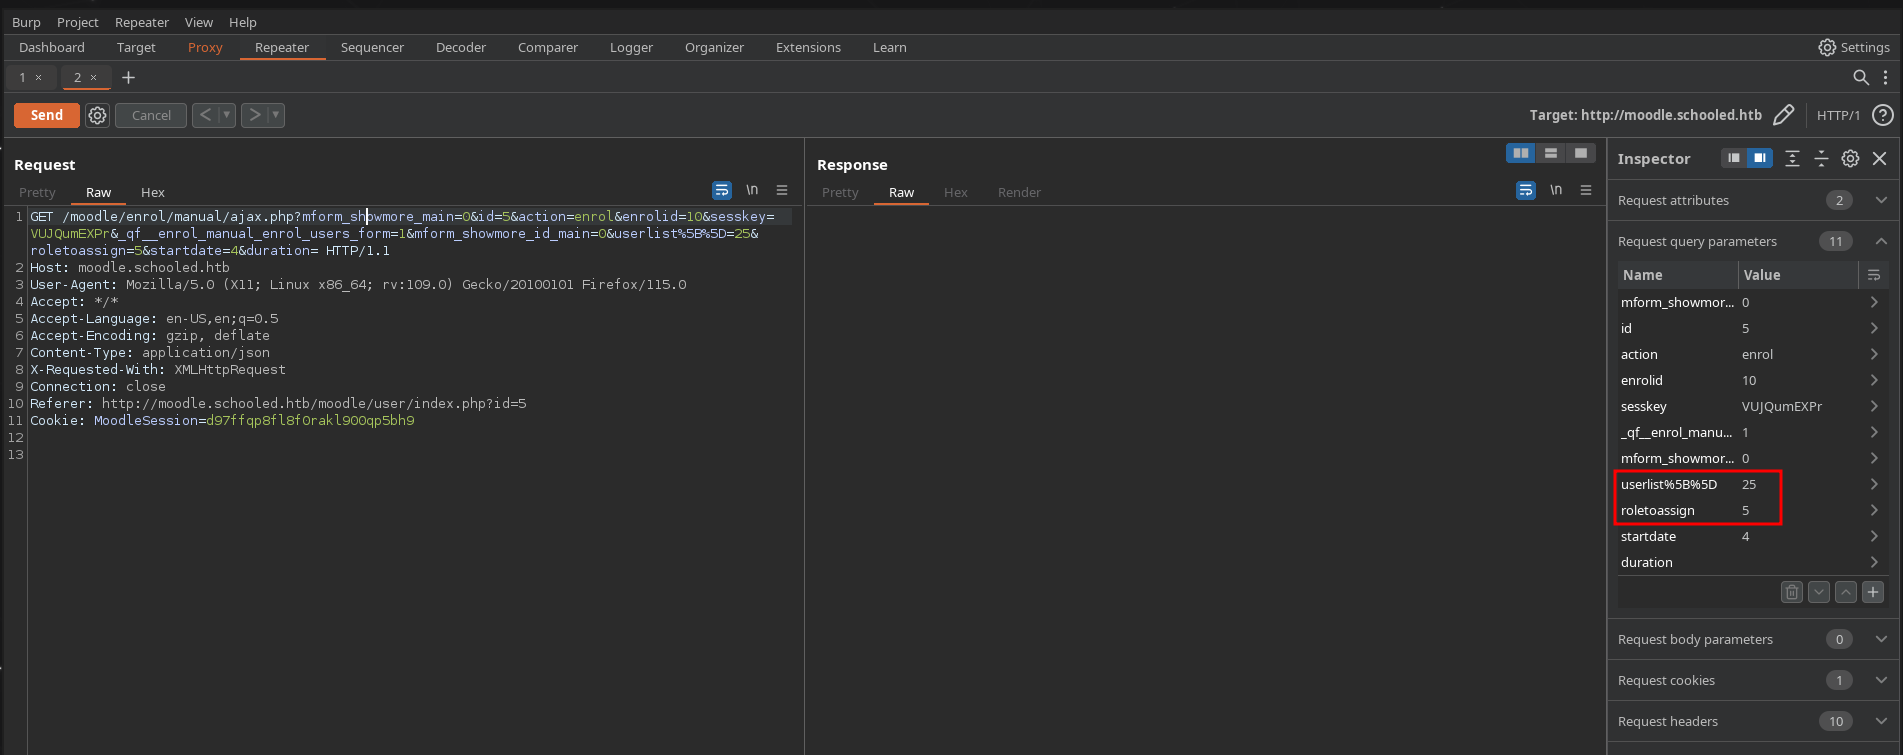 Burp Project Repeater View Help
Dashboard Target Proxy Repeater Sequencer Decoder Comparer Logger Organizer Extensions Learn Settings
1 × 2 × +
Send Cancel < > Target: http://moodle.schooled.htb HTTP/1 ?
Request
Pretty Raw Hex \n
1 GET /moodle/enrol/manual/ajax.php?mform_showmore_main=0&id=5&action=enrol&enrolid=10&sesskey=
VUJQumEXPr&_qf__enrol_manual_enrol_users_form=1&mform_showmore_id_main=0&userlist%5B%5D=25&
roletoassign=5&startdate=4&duration= HTTP/1.1
2 Host: moodle.schooled.htb
3 User-Agent: Mozilla/5.0 (X11; Linux x86_64; rv:109.0) Gecko/20100101 Firefox/115.0
4 Accept: */*
5 Accept-Language: en-US,en;q=0.5
6 Accept-Encoding: gzip, deflate
7 Content-Type: application/json
8 X-Requested-With: XMLHttpRequest
9 Connection: close
10 Referer: http://moodle.schooled.htb/moodle/user/index.php?id=5
11 Cookie: MoodleSession=d97ffqp8fl8f0rakl900qp5bh9
12
13
Response
Pretty Raw Hex Render \n
Inspector
Request attributes 2
Request query parameters 11
Name Value
mform_showmor... 0
id 5
action enrol
enrolid 10
sesskey VUJQumEXPr
_qf__enrol_manu... 1
mform_showmor... 0
userlist%5B%5D 25
roletoassign 5
startdate 4
duration
Request body parameters 0
Request cookies 1
Request headers 10